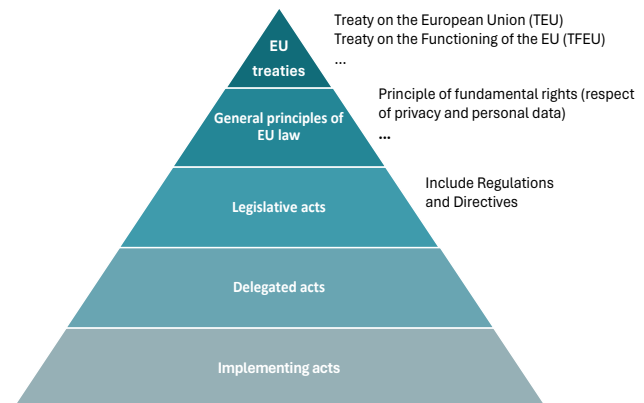 EU
treaties
Treaty on the European Union (TEU)
Treaty on the Functioning of the EU (TFEU)
...
General principles of
EU law
Principle of fundamental rights (respect
of privacy and personal data)
...
Legislative acts
Include Regulations
and Directives
Delegated acts
Implementing acts